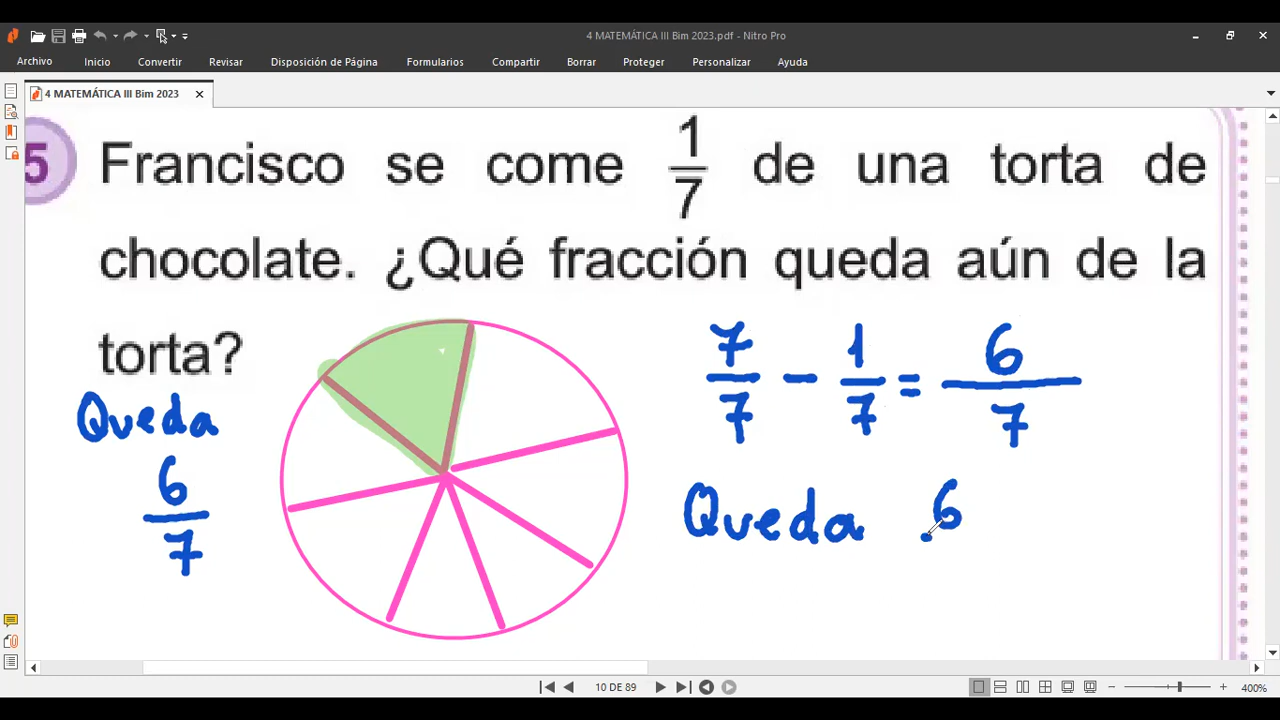 4 MATEMÁTICA III Bim 2023.pdf - Nitro Pro
Archivo Inicio Convertir Revisar Disposición de Página Formularios Compartir Borrar Proteger Personalizar Ayuda
4 MATEMÁTICA III Bim 2023
5 Francisco se come 1/7 de una torta de
chocolate. ¿Qué fracción queda aún de la
torta?
7/7 - 1/7 = 6/7
Queda
6/7
Queda 6
10 DE 89
400%